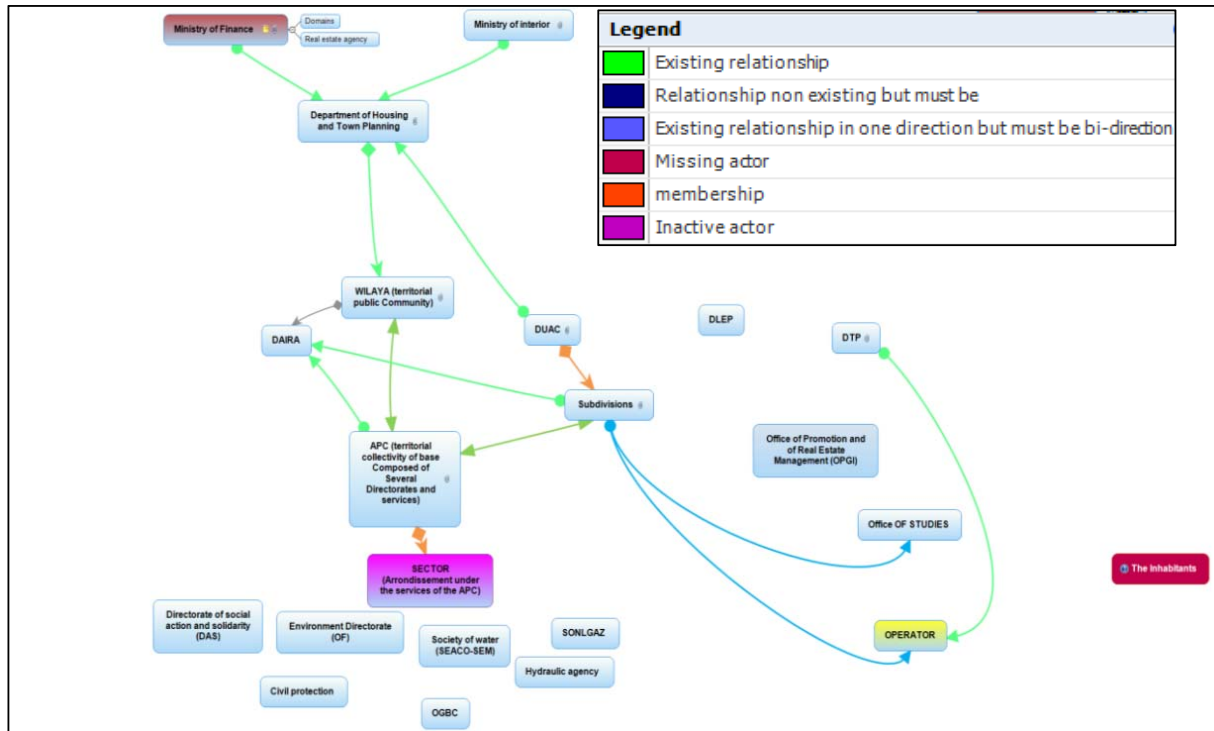 Ministry of Finance
Domains
Real estate agency
Ministry of interior
Legend
Existing relationship
Relationship non existing but must be
Existing relationship in one direction but must be bi-direction
Missing actor
membership
Inactive actor
Department of Housing
and Town Planning
WILAYA (territorial
public Community)
DAIRA
DUAC
DLEP
DTP
Subdivisions
APC (territorial
collectivity of base
Composed of
Several
Directorates and
services)
Office of Promotion and
of Real Estate
Management (OPGI)
Office OF STUDIES
SECTOR
(Arrondissement under
the services of the APC)
The Inhabitants
Directorate of social
action and solidarity
(DAS)
Environment Directorate
(OF)
Society of water
(SEACO-SEM)
SONLGAZ
Hydraulic agency
OPERATOR
Civil protection
OGBC